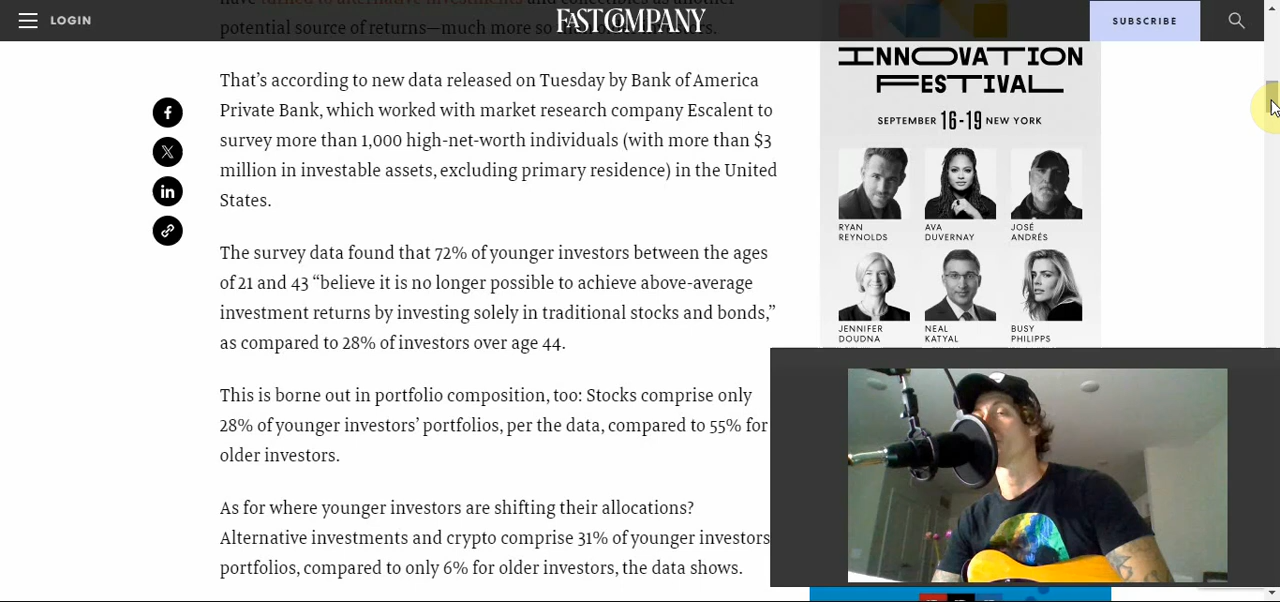 LOGIN
FAST COMPANY
SUBSCRIBE
potential source of returns—much more so
That’s according to new data released on Tuesday by Bank of America
Private Bank, which worked with market research company Escalent to
survey more than 1,000 high-net-worth individuals (with more than $3
million in investable assets, excluding primary residence) in the United
States.
The survey data found that 72% of younger investors between the ages
of 21 and 43 “believe it is no longer possible to achieve above-average
investment returns by investing solely in traditional stocks and bonds,”
as compared to 28% of investors over age 44.
This is borne out in portfolio composition, too: Stocks comprise only
28% of younger investors’ portfolios, per the data, compared to 55% for
older investors.
As for where younger investors are shifting their allocations?
Alternative investments and crypto comprise 31% of younger investors
portfolios, compared to only 6% for older investors, the data shows.
INNOVATION
FESTIVAL
SEPTEMBER 16-19 NEW YORK
RYAN
REYNOLDS
AVA
DUVERNAY
JOSÉ
ANDRÉS
JENNIFER
DOUDNA
NEAL
KATYAL
BUSY
PHILIPPS